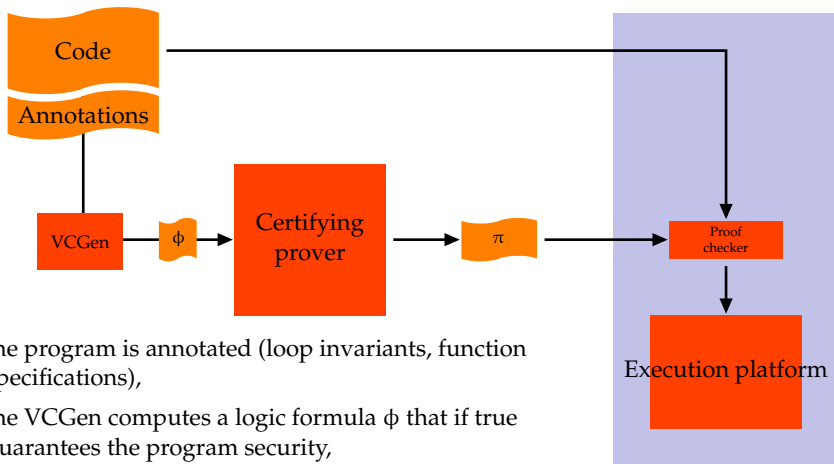 Code
Annotations
VCGen
ϕ
Certifying
prover
π
Proof
checker
Execution platform
he program is annotated (loop invariants, function
pecifications),
he VCGen computes a logic formula ϕ that if true
uarantees the program security,